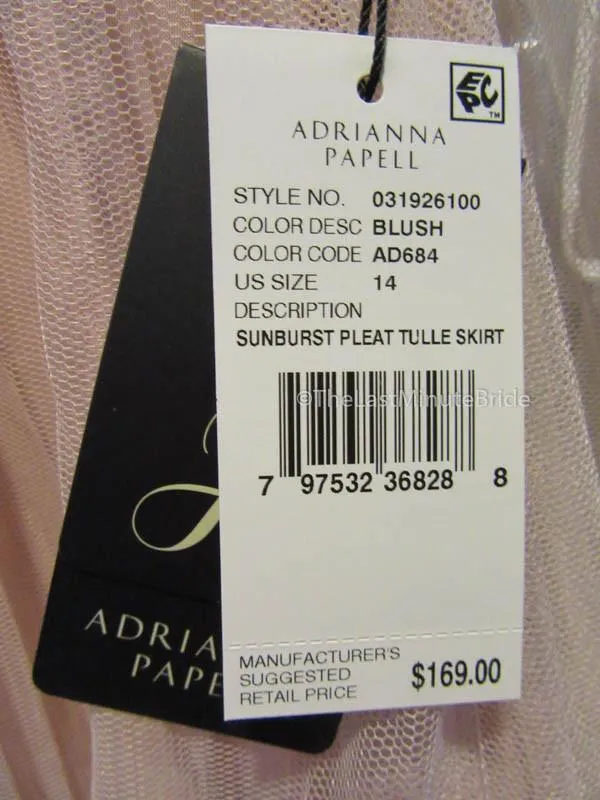 EPC™
ADRIANNA
PAPELL
STYLE NO. 031926100
COLOR DESC BLUSH
COLOR CODE AD684
US SIZE 14
DESCRIPTION
SUNBURST PLEAT TULLE SKIRT
©TheLastMinuteBride
7 97532 36828 8
MANUFACTURER'S
SUGGESTED
RETAIL PRICE
$169.00
ADRIA
PAPE